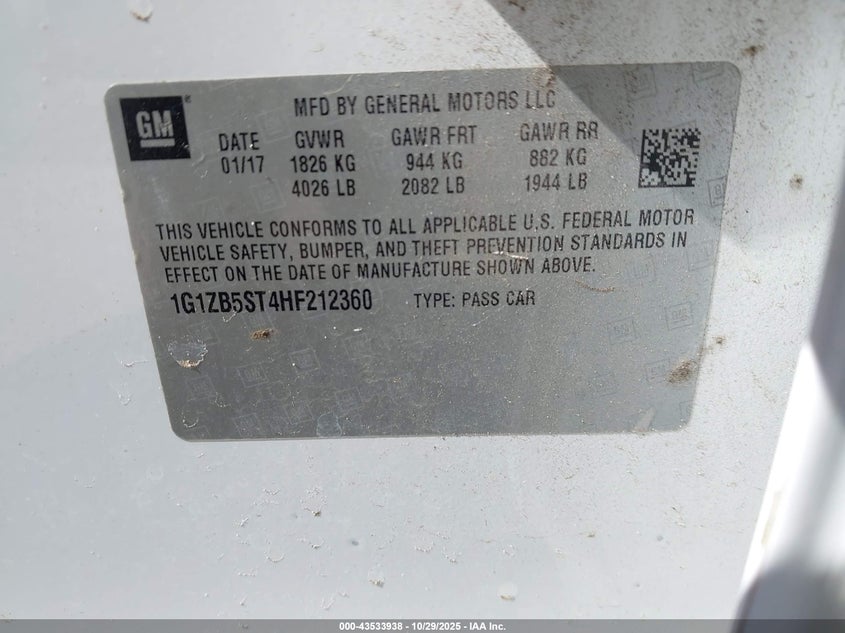 GM
MFD BY GENERAL MOTORS LLC
DATE GVWR GAWR FRT GAWR RR
01/17 1826 KG 944 KG 882 KG
4026 LB 2082 LB 1944 LB
THIS VEHICLE CONFORMS TO ALL APPLICABLE U.S. FEDERAL MOTOR
VEHICLE SAFETY, BUMPER, AND THEFT PREVENTION STANDARDS IN
EFFECT ON THE DATE OF MANUFACTURE SHOWN ABOVE.
1G1ZB5ST4HF212360 TYPE: PASS CAR
000-43533938 - 10/29/2025 - IAA Inc.